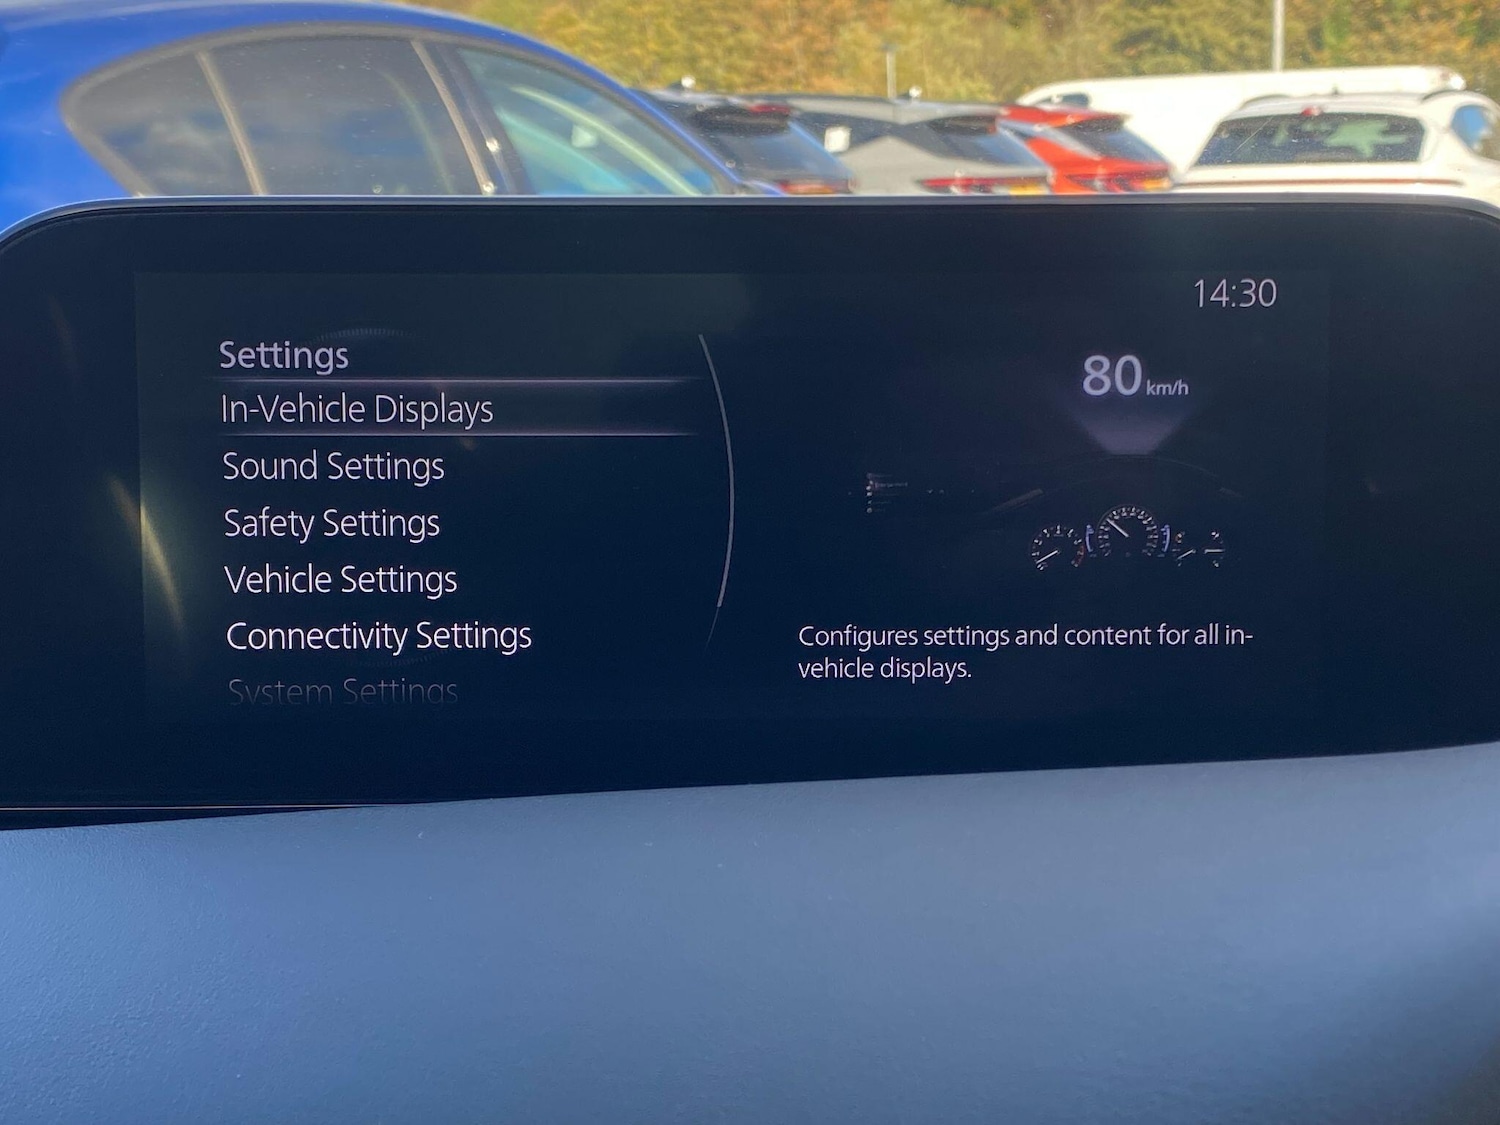 14:30
Settings
In-Vehicle Displays
Sound Settings
Safety Settings
Vehicle Settings
Connectivity Settings
System Settings
80 km/h
Configures settings and content for all in-
vehicle displays.